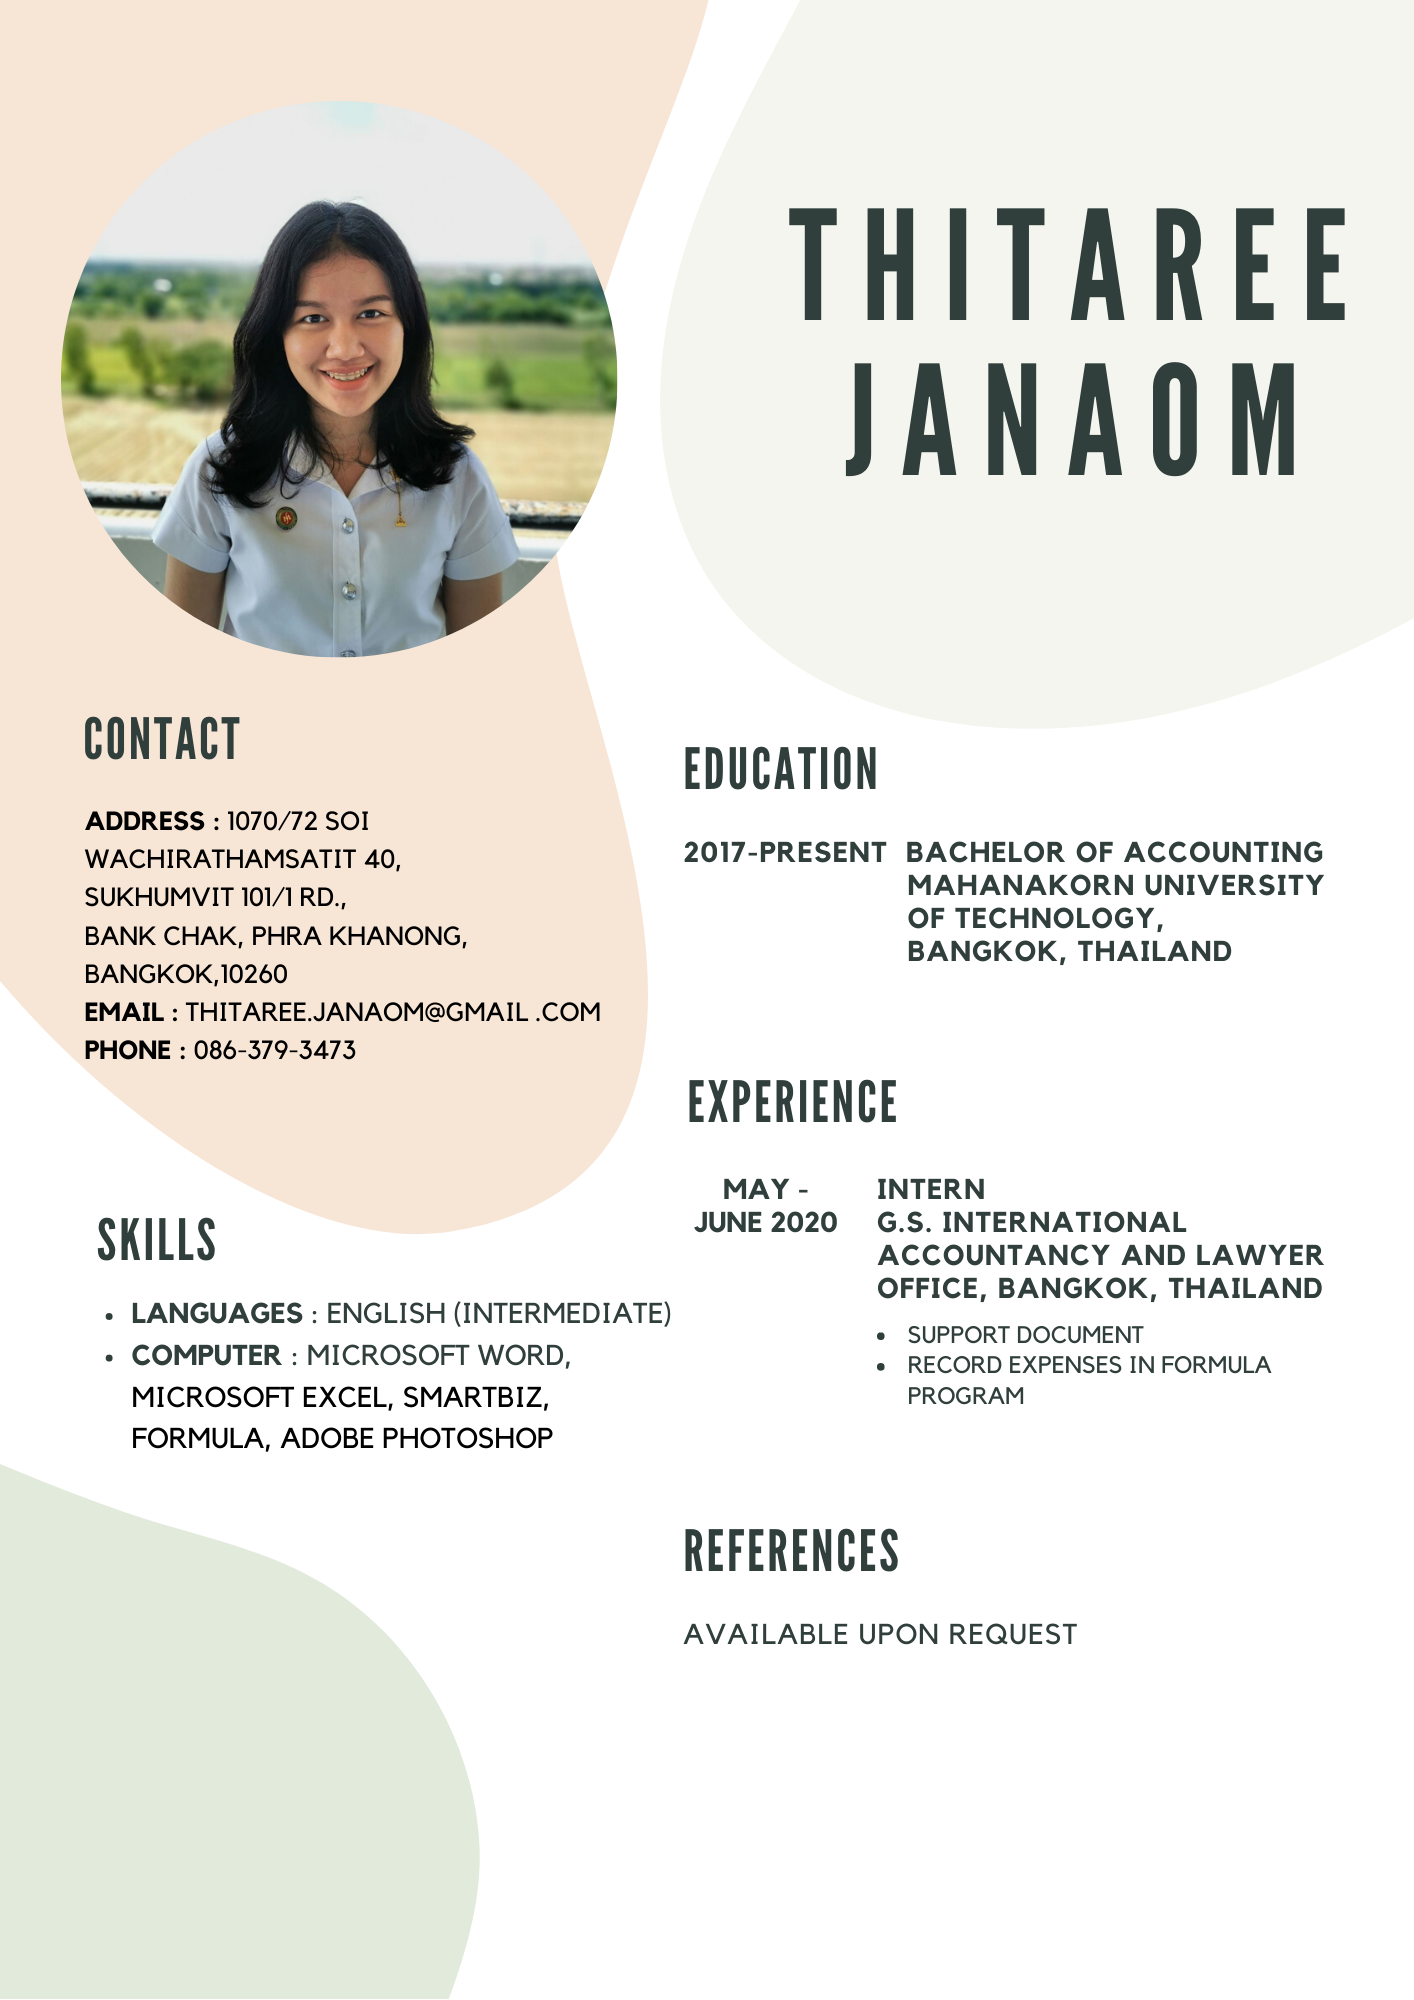 THITAREE
JANAOM
CONTACT
ADDRESS : 1070/72 SOI
WACHIRATHAMSATIT 40,
SUKHUMVIT 101/1 RD.,
BANK CHAK, PHRA KHANONG,
BANGKOK,10260
EMAIL : THITAREE.JANAOM@GMAIL .COM
PHONE : 086-379-3473
SKILLS
• LANGUAGES : ENGLISH (INTERMEDIATE)
• COMPUTER : MICROSOFT WORD,
MICROSOFT EXCEL, SMARTBIZ,
FORMULA, ADOBE PHOTOSHOP
EDUCATION
2017-PRESENT BACHELOR OF ACCOUNTING
MAHANAKORN UNIVERSITY
OF TECHNOLOGY,
BANGKOK, THAILAND
EXPERIENCE
MAY -
JUNE 2020
INTERN
G.S. INTERNATIONAL
ACCOUNTANCY AND LAWYER
OFFICE, BANGKOK, THAILAND
• SUPPORT DOCUMENT
• RECORD EXPENSES IN FORMULA
PROGRAM
REFERENCES
AVAILABLE UPON REQUEST